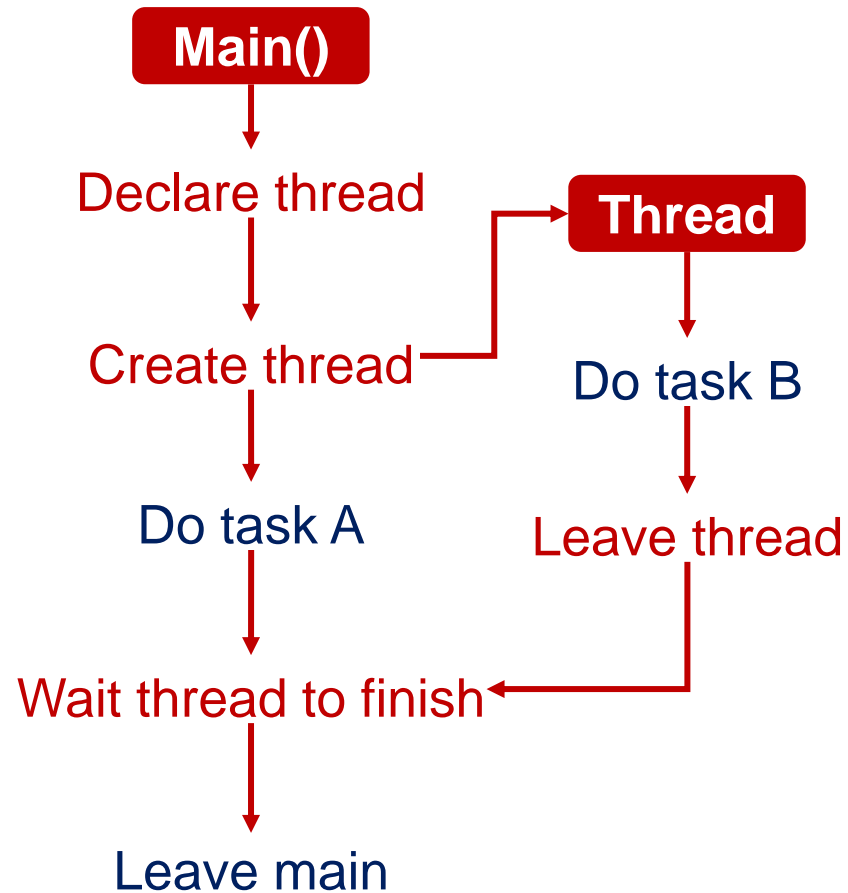 Main()
Declare thread
Create thread
Do task A
Wait thread to finish
Leave main
Thread
Do task B
Leave thread